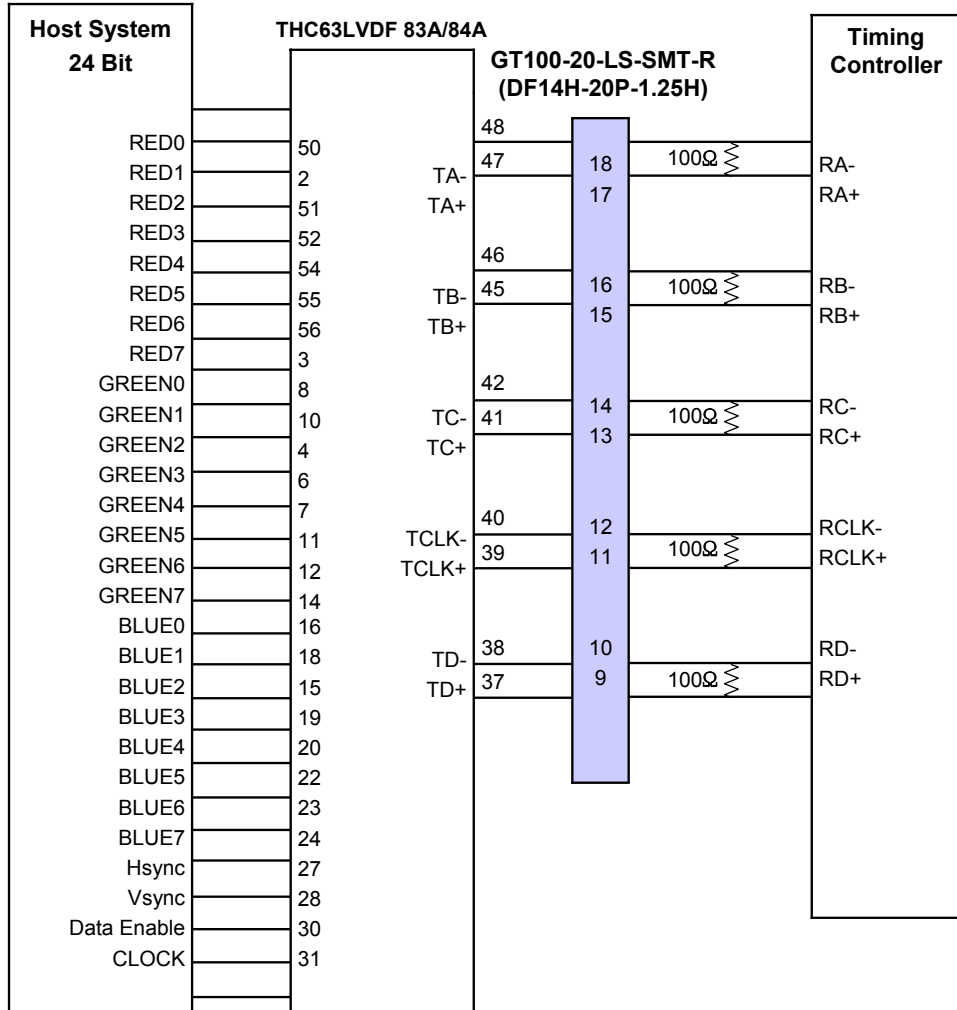 Host System
24 Bit
THC63LVDF 83A/84A
GT100-20-LS-SMT-R
(DF14H-20P-1.25H)
Timing
Controller
RED0
RED1
RED2
RED3
RED4
RED5
RED6
RED7
GREEN0
GREEN1
GREEN2
GREEN3
GREEN4
GREEN5
GREEN6
GREEN7
BLUE0
BLUE1
BLUE2
BLUE3
BLUE4
BLUE5
BLUE6
BLUE7
Hsync
Vsync
Data Enable
CLOCK
50
2
51
52
54
55
56
3
8
10
4
6
7
11
12
14
16
18
15
19
20
22
23
24
27
28
30
31
TA-
TA+
TB-
TB+
TC-
TC+
TCLK-
TCLK+
TD-
TD+
48
47
46
45
42
41
40
39
38
37
18
17
16
15
14
13
12
11
10
9
100Ω
100Ω
100Ω
100Ω
100Ω
RA-
RA+
RB-
RB+
RC-
RC+
RCLK-
RCLK+
RD-
RD+